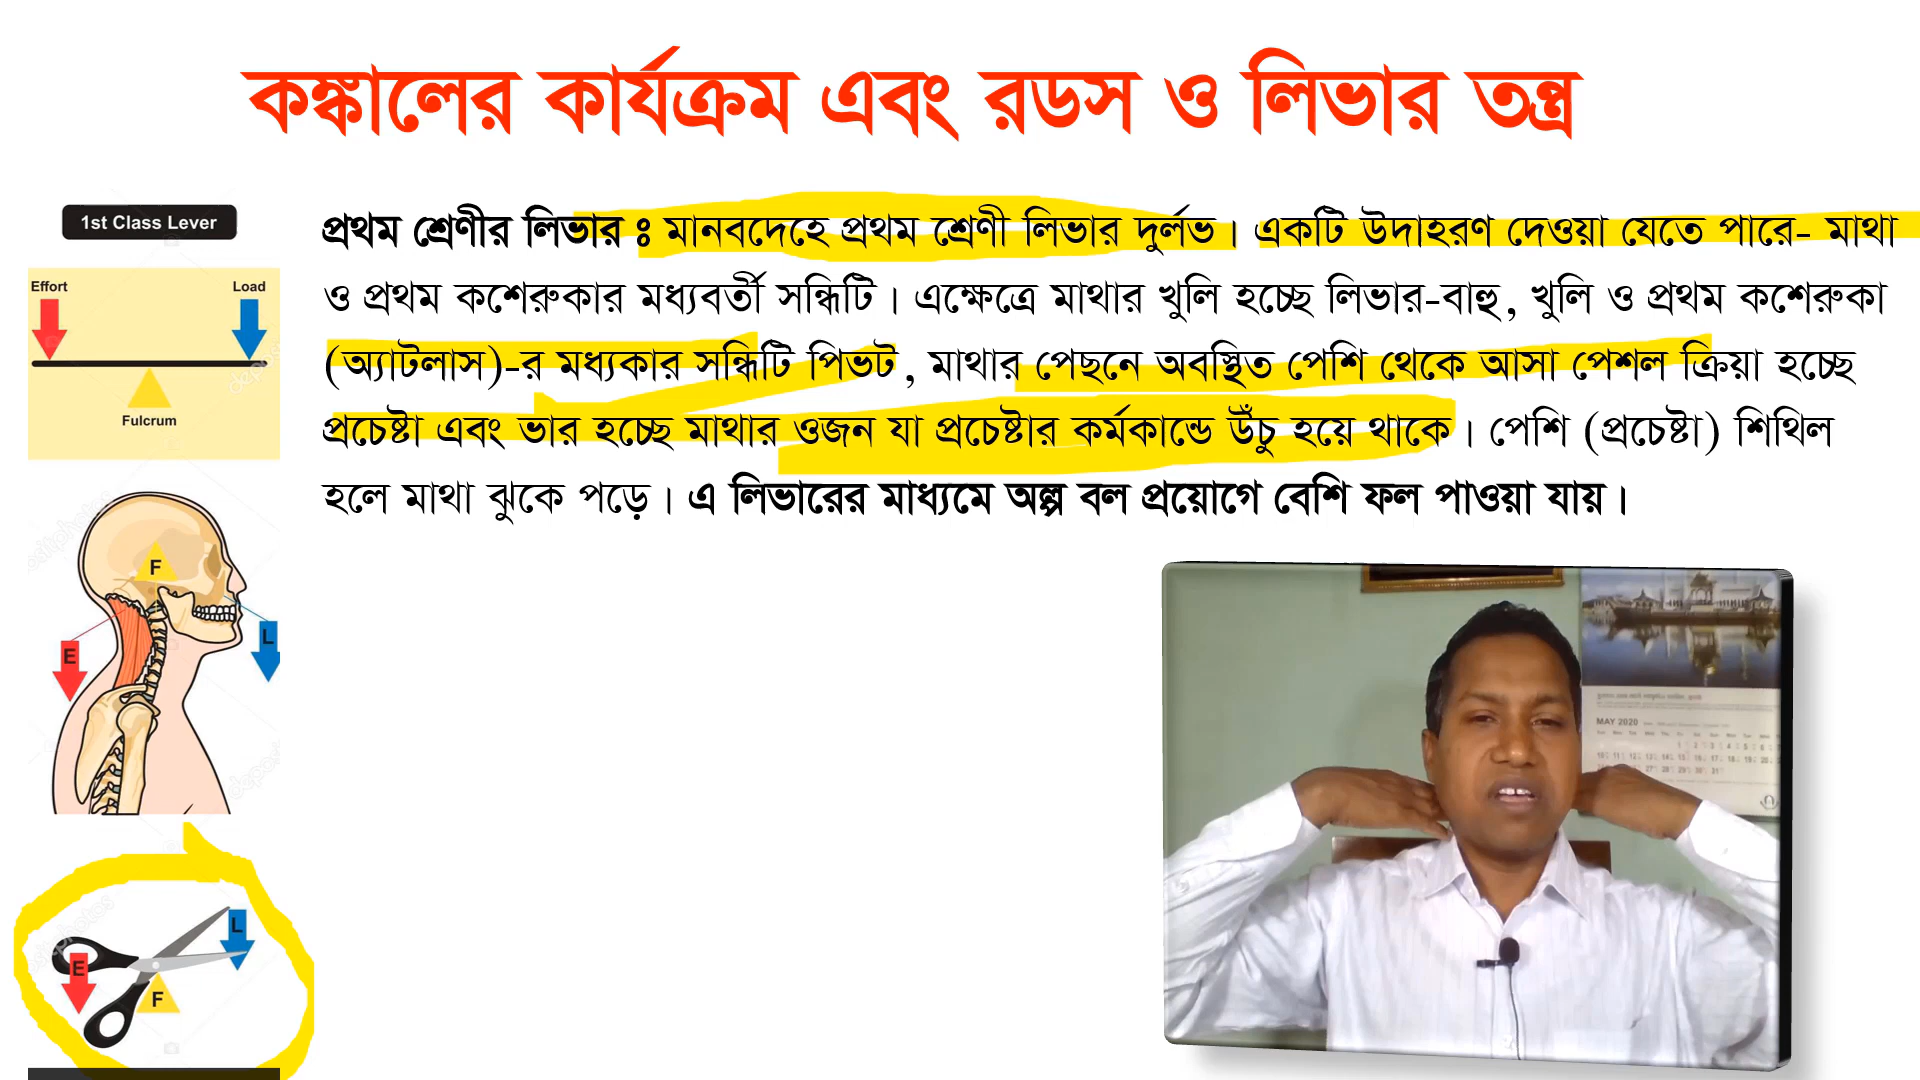 কঙ্কালের কার্যক্রম এবং রডস ও লিভার তন্ত্র
1st Class Lever
Effort
Load
Fulcrum
প্রথম শ্রেণীর লিভার ঃ মানবদেহে প্রথম শ্রেণী লিভার দুর্লভ। একটি উদাহরণ দেওয়া যেতে পারে- মাথা
ও প্রথম কশেরুকার মধ্যবর্তী সন্ধিটি। এক্ষেত্রে মাথার খুলি হচ্ছে লিভার-বাহু, খুলি ও প্রথম কশেরুকা
(অ্যাটলাস)-র মধ্যকার সন্ধিটি পিভট, মাথার পেছনে অবস্থিত পেশি থেকে আসা পেশল ক্রিয়া হচ্ছে
প্রচেষ্টা এবং ভার হচ্ছে মাথার ওজন যা প্রচেষ্টার কর্মকান্ডে উঁচু হয়ে থাকে। পেশি (প্রচেষ্টা) শিথিল
হলে মাথা ঝুকে পড়ে। এ লিভারের মাধ্যমে অল্প বল প্রয়োগে বেশি ফল পাওয়া যায়।
F
E
L
L
E
F
MAY 2020